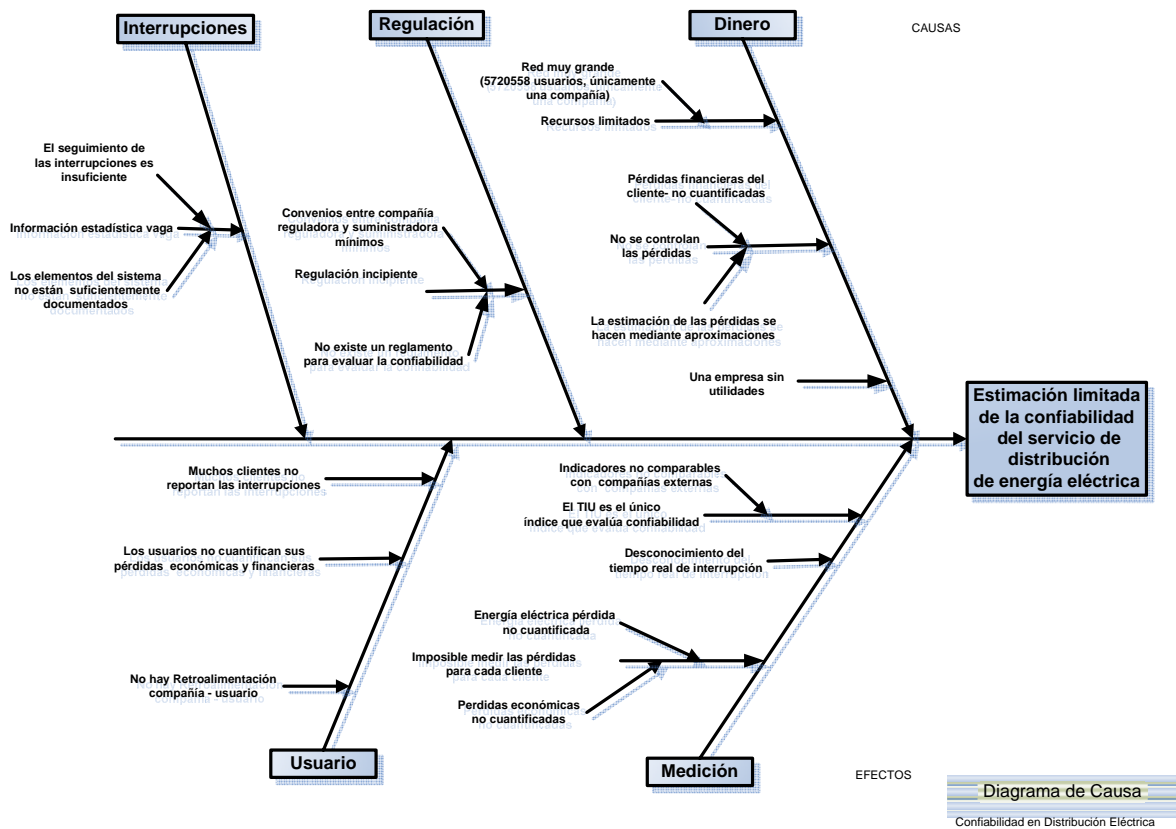 Interrupciones
Regulación
Dinero
CAUSAS
Red muy grande
(5720558 usuarios, únicamente
una compañía)
Recursos limitados
El seguimiento de
las interrupciones es
insuficiente
Información estadística vaga
Los elementos del sistema
no están suficientemente
documentados
Convenios entre compañía
reguladora y suministradora
mínimos
Regulación incipiente
No existe un reglamento
para evaluar la confiabilidad
Pérdidas financieras del
cliente- no cuantificadas
No se controlan
las pérdidas
La estimación de las pérdidas se
hacen mediante aproximaciones
Una empresa sin
utilidades
Estimación limitada
de la confiabilidad
del servicio de
distribución
de energía eléctrica
Muchos clientes no
reportan las interrupciones
Los usuarios no cuantifican sus
pérdidas económicas y financieras
No hay Retroalimentación
compañía - usuario
Indicadores no comparables
con compañías externas
El TIU es el único
índice que evalúa confiabilidad
Desconocimiento del
tiempo real de interrupción
Energía eléctrica pérdida
no cuantificada
Imposible medir las pérdidas
para cada cliente
Perdidas económicas
no cuantificadas
Usuario
Medición
EFECTOS
Diagrama de Causa
Confiabilidad en Distribución Eléctrica